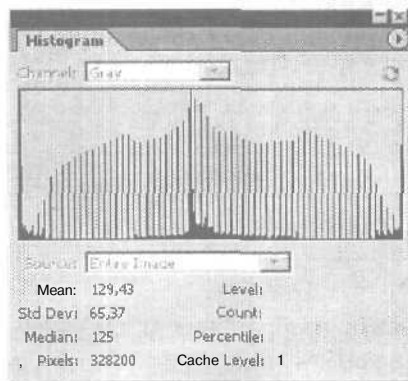 Histogram
Channel: Gray
Source: Entire Image
Mean: 129,43 Level:
Std Dev: 65,37 Count:
Median: 125 Percentile:
, Pixels: 328200 Cache Level: 1